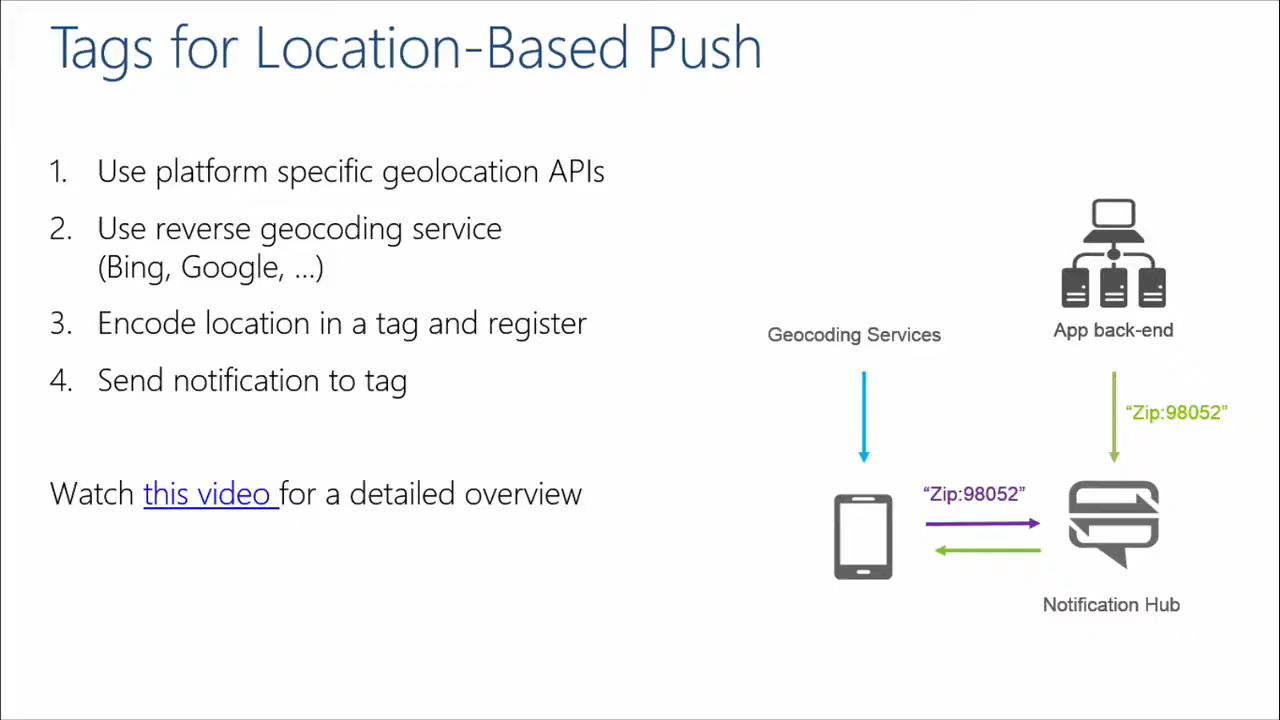 Tags for Location-Based Push
1. Use platform specific geolocation APIs
2. Use reverse geocoding service
(Bing, Google, ...)
3. Encode location in a tag and register
4. Send notification to tag
Watch this video for a detailed overview
Geocoding Services
App back-end
“Zip:98052”
“Zip:98052”
Notification Hub